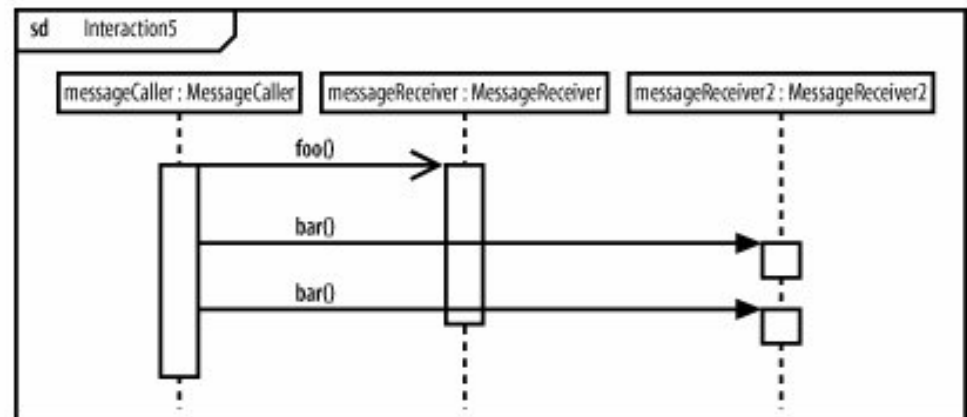 sd Interaction5
messageCaller : MessageCaller messageReceiver : MessageReceiver messageReceiver2 : MessageReceiver2
foo()
bar()
bar()